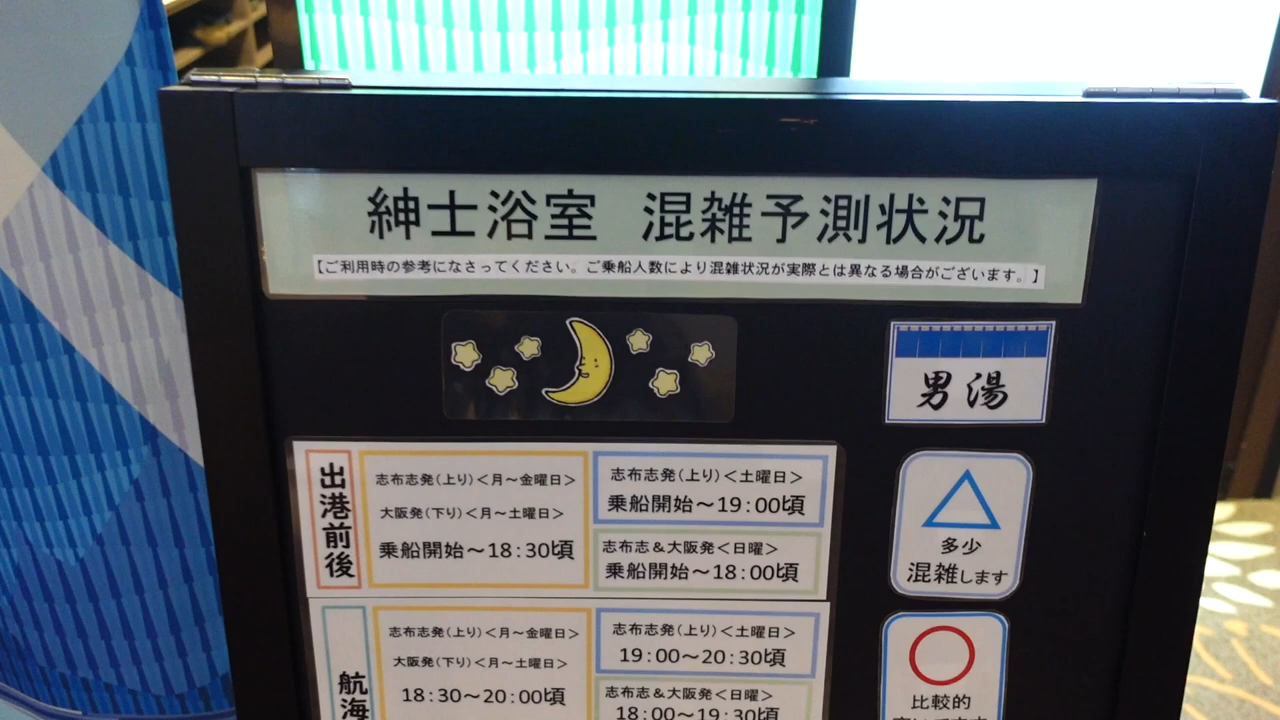 紳士浴室　混雑予測状況
【ご利用時の参考になさってください。ご乗船人数により混雑状況が実際とは異なる場合がございます。】
男湯
出港前後
志布志発(上り)＜月～金曜日＞
大阪発(下り)＜月～土曜日＞
乗船開始～18:30頃
志布志発(上り)＜土曜日＞
乗船開始～19:00頃
志布志＆大阪発＜日曜＞
乗船開始～18:00頃
多少
混雑します
航海
志布志発(上り)＜月～金曜日＞
大阪発(下り)＜月～土曜日＞
18:30～20:00頃
志布志発(上り)＜土曜日＞
19:00～20:30頃
志布志＆大阪発＜日曜＞
18:00～19:30頃
比較的